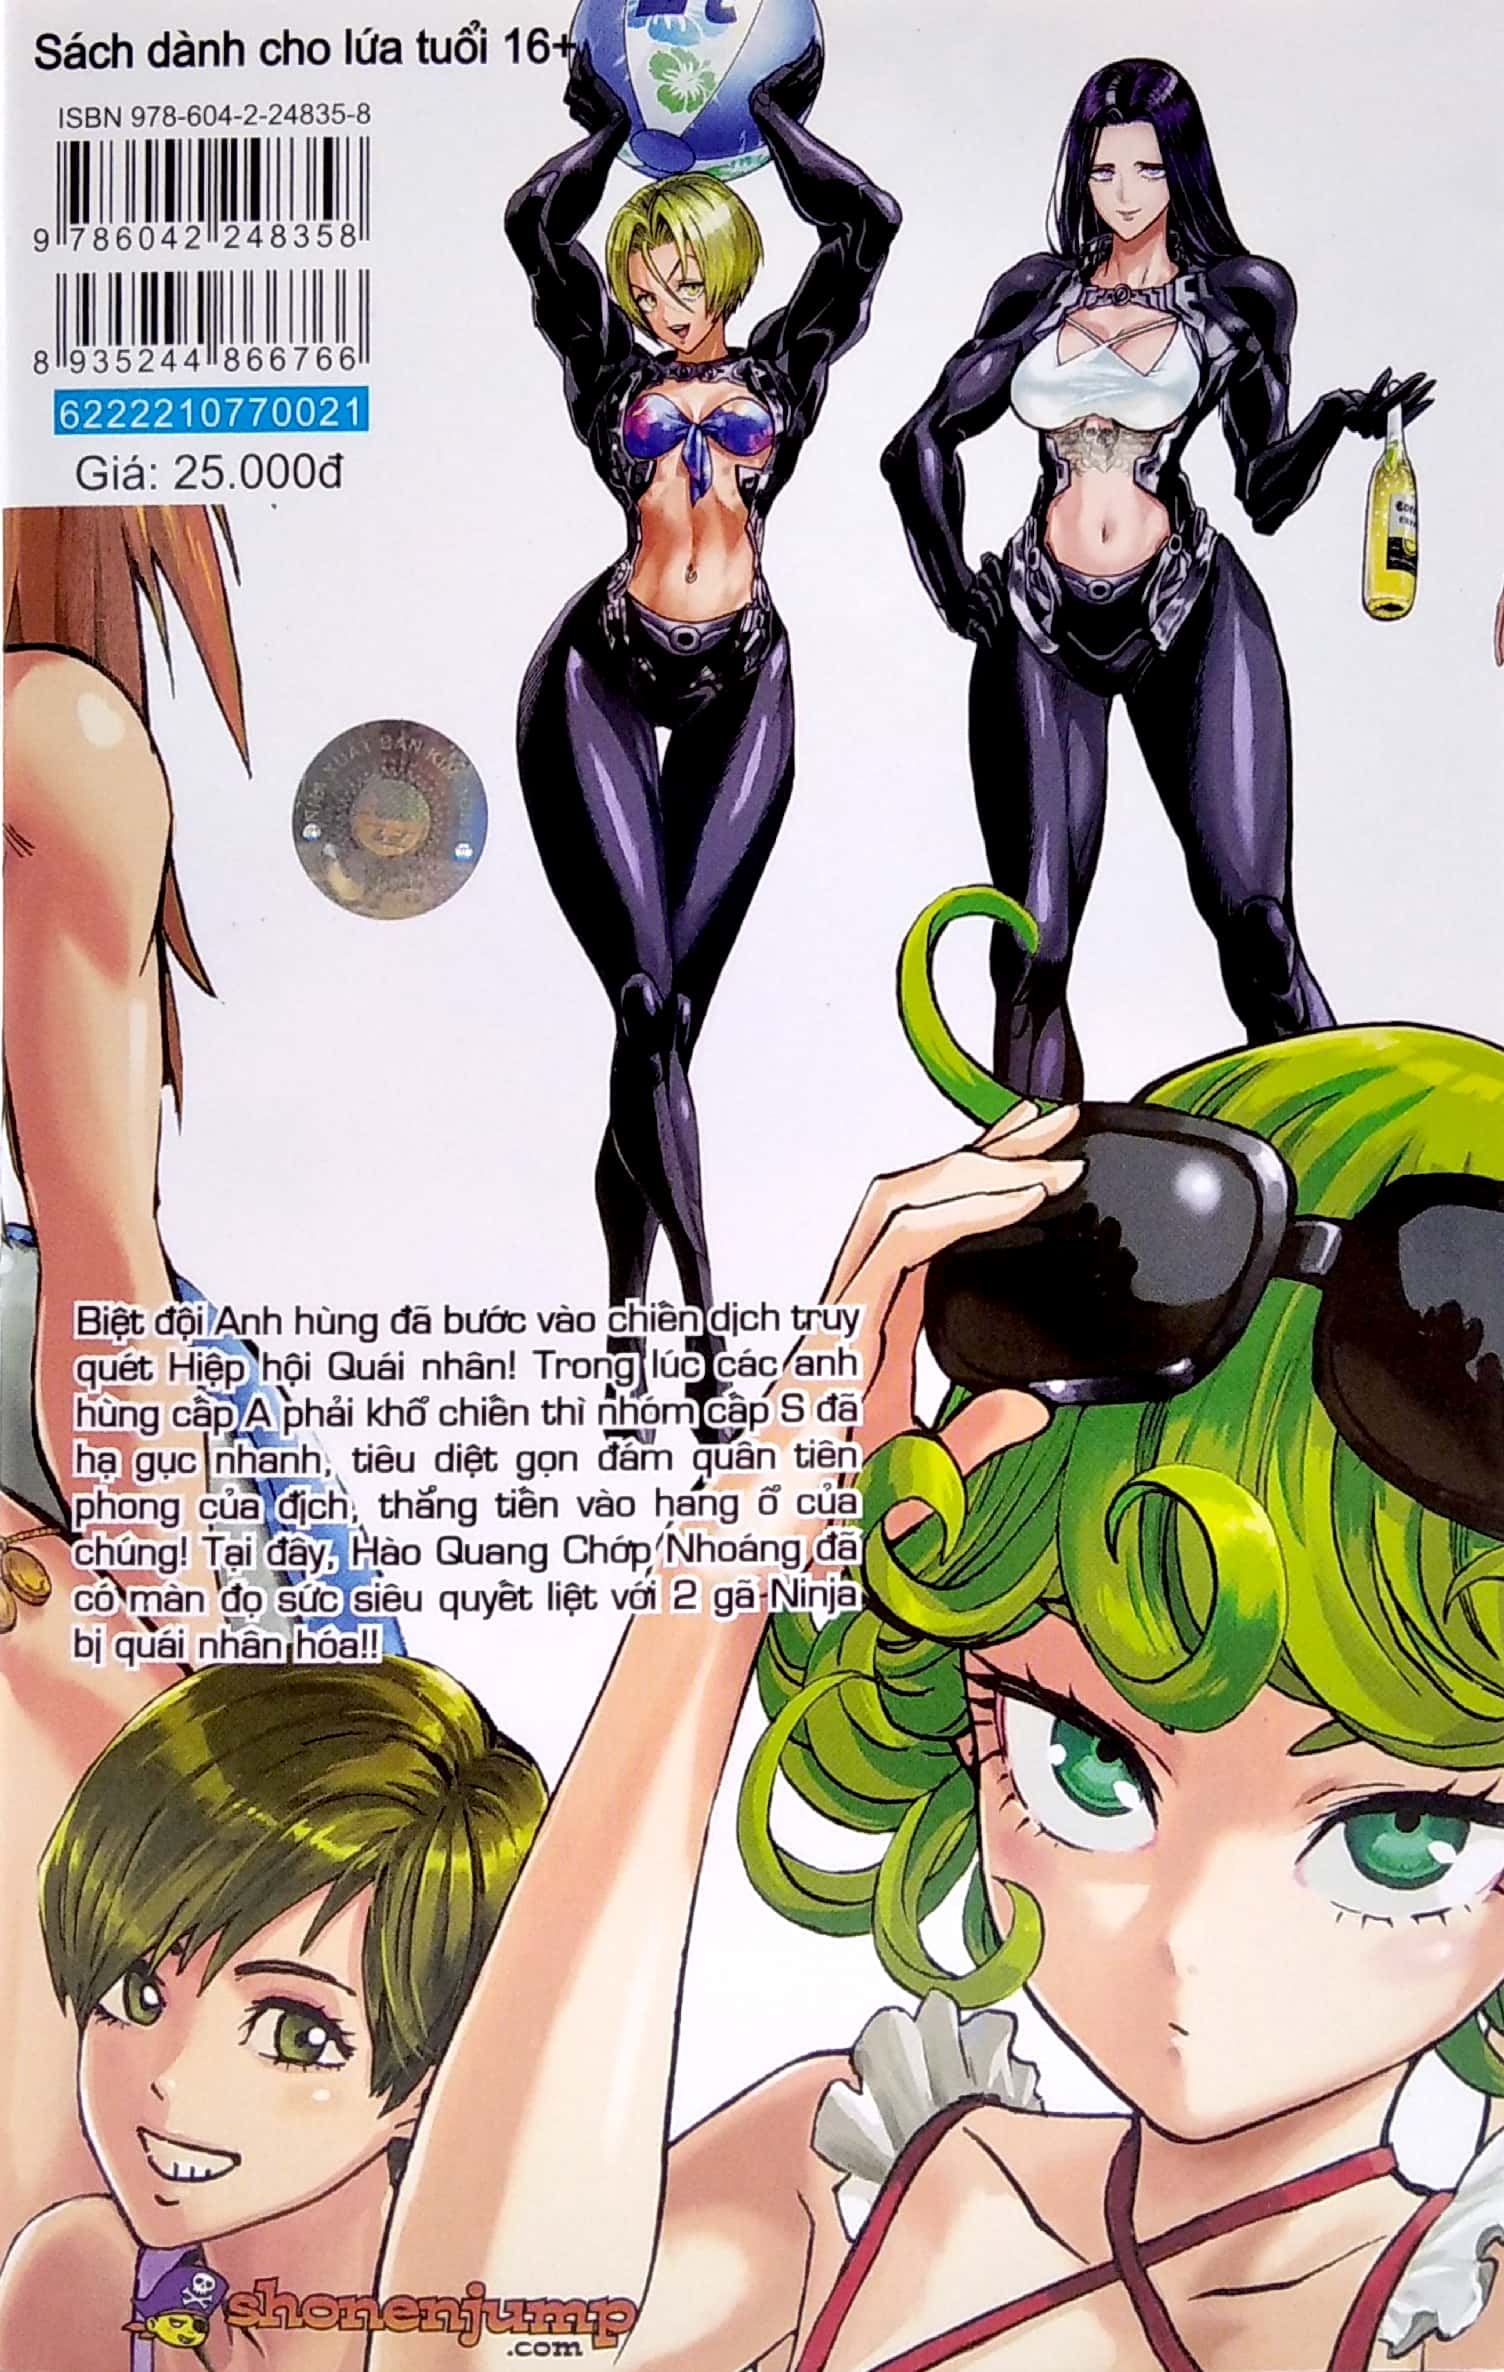 Sách dành cho lứa tuổi 16+
ISBN 978-604-2-24835-8
9 786042 248358
8 935244 866766
6222210770021
Giá: 25.000đ
XUẤT BẢN KIM
Biệt đội Anh hùng đã bước vào chiến dịch truy
quét Hiệp hội Quái nhân! Trong lúc các anh
hùng cấp A phải khổ chiến thì nhóm cấp S đã
hạ gục nhanh, tiêu diệt gọn đám quân tiên
phong của địch, thẳng tiến vào hang ổ của
chúng! Tại đây, Hào Quang Chớp Nhoáng đã
có màn đọ sức siêu quyết liệt với 2 gã Ninja
bị quái nhân hóa!!
shonenjump
.com